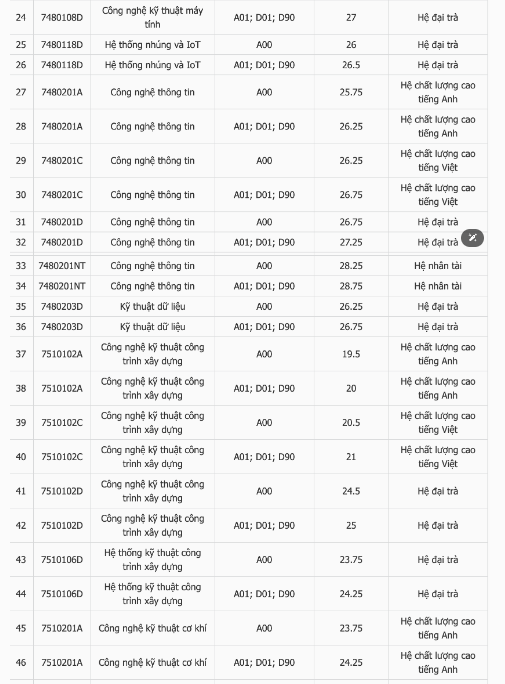 24 7480108D Công nghệ kỹ thuật máy tính A01; D01; D90 27 Hệ đại trà
25 7480118D Hệ thống nhúng và IoT A00 26 Hệ đại trà
26 7480118D Hệ thống nhúng và IoT A01; D01; D90 26.5 Hệ đại trà
27 7480201A Công nghệ thông tin A00 25.75 Hệ chất lượng cao tiếng Anh
28 7480201A Công nghệ thông tin A01; D01; D90 26.25 Hệ chất lượng cao tiếng Anh
29 7480201C Công nghệ thông tin A00 26.25 Hệ chất lượng cao tiếng Việt
30 7480201C Công nghệ thông tin A01; D01; D90 26.75 Hệ chất lượng cao tiếng Việt
31 7480201D Công nghệ thông tin A00 26.75 Hệ đại trà
32 7480201D Công nghệ thông tin A01; D01; D90 27.25 Hệ đại trà
33 7480201NT Công nghệ thông tin A00 28.25 Hệ nhân tài
34 7480201NT Công nghệ thông tin A01; D01; D90 28.75 Hệ nhân tài
35 7480203D Kỹ thuật dữ liệu A00 26.25 Hệ đại trà
36 7480203D Kỹ thuật dữ liệu A01; D01; D90 26.75 Hệ đại trà
37 7510102A Công nghệ kỹ thuật công trình xây dựng A00 19.5 Hệ chất lượng cao tiếng Anh
38 7510102A Công nghệ kỹ thuật công trình xây dựng A01; D01; D90 20 Hệ chất lượng cao tiếng Anh
39 7510102C Công nghệ kỹ thuật công trình xây dựng A00 20.5 Hệ chất lượng cao tiếng Việt
40 7510102C Công nghệ kỹ thuật công trình xây dựng A01; D01; D90 21 Hệ chất lượng cao tiếng Việt
41 7510102D Công nghệ kỹ thuật công trình xây dựng A00 24.5 Hệ đại trà
42 7510102D Công nghệ kỹ thuật công trình xây dựng A01; D01; D90 25 Hệ đại trà
43 7510106D Hệ thống kỹ thuật công trình xây dựng A00 23.75 Hệ đại trà
44 7510106D Hệ thống kỹ thuật công trình xây dựng A01; D01; D90 24.25 Hệ đại trà
45 7510201A Công nghệ kỹ thuật cơ khí A00 23.75 Hệ chất lượng cao tiếng Anh
46 7510201A Công nghệ kỹ thuật cơ khí A01; D01; D90 24.25 Hệ chất lượng cao tiếng Anh